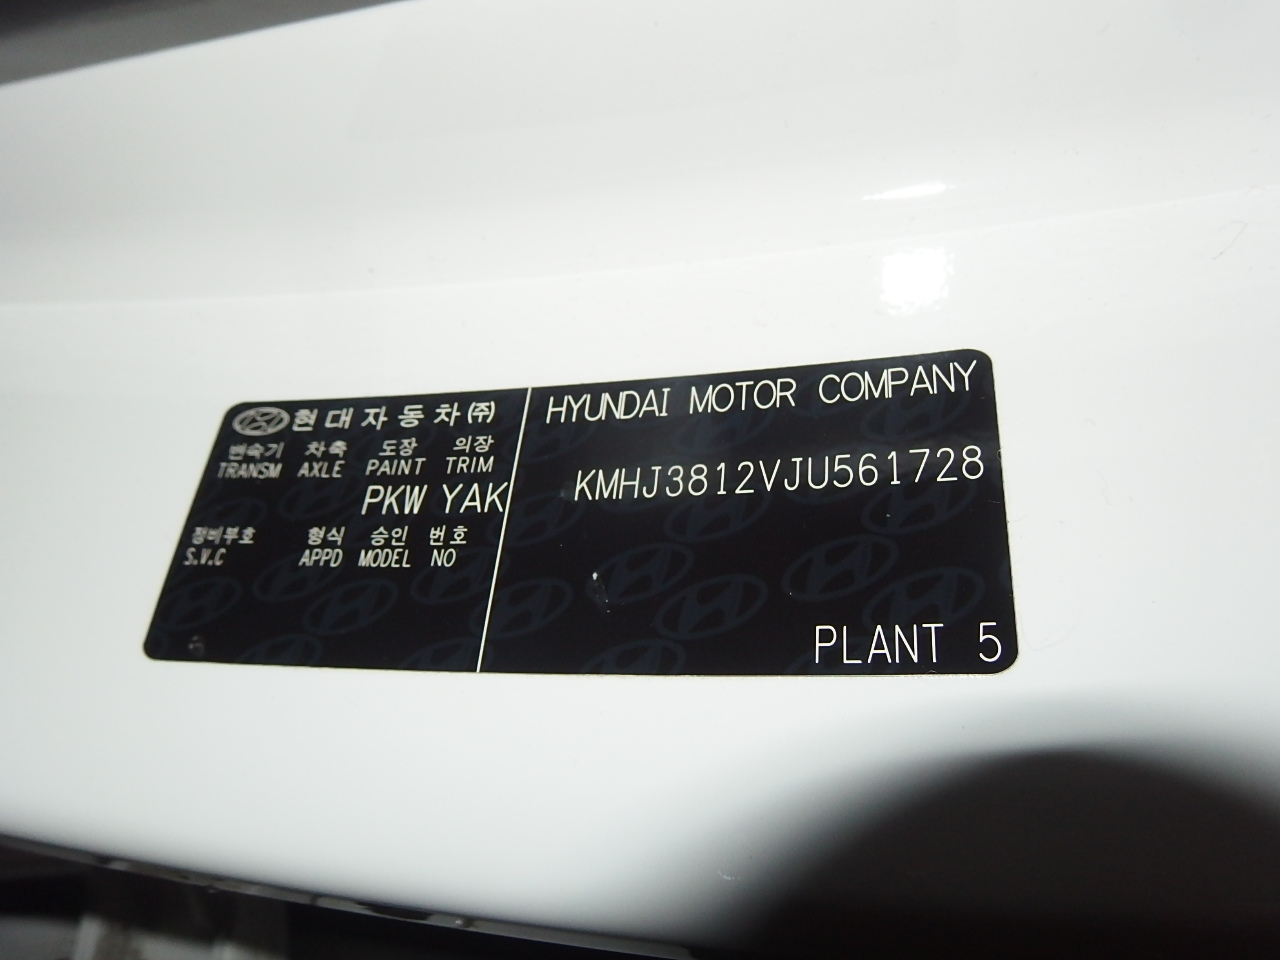 현대자동차(주)
변속기 차축 도장 의장
TRANSM AXLE PAINT TRIM
PKW YAK
정비부호 형식 승인 번호
S.V.C APPD MODEL NO
HYUNDAI MOTOR COMPANY
KMHJ3812VJU561728
PLANT 5